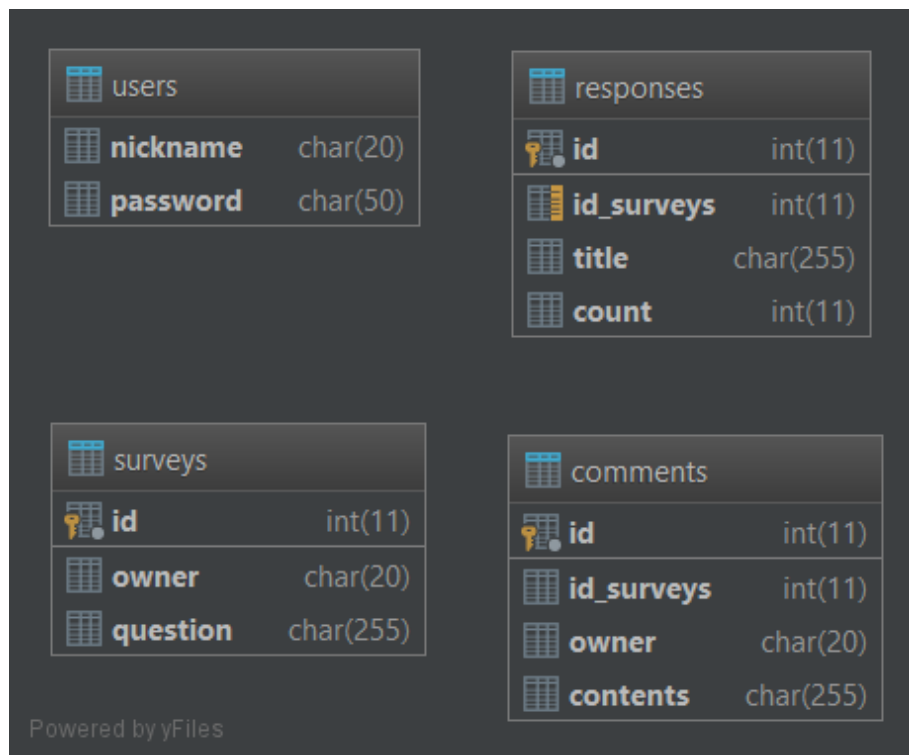 users
nickname char(20)
password char(50)
responses
id int(11)
id_surveys int(11)
title char(255)
count int(11)
surveys
id int(11)
owner char(20)
question char(255)
comments
id int(11)
id_surveys int(11)
owner char(20)
contents char(255)
Powered by yFiles